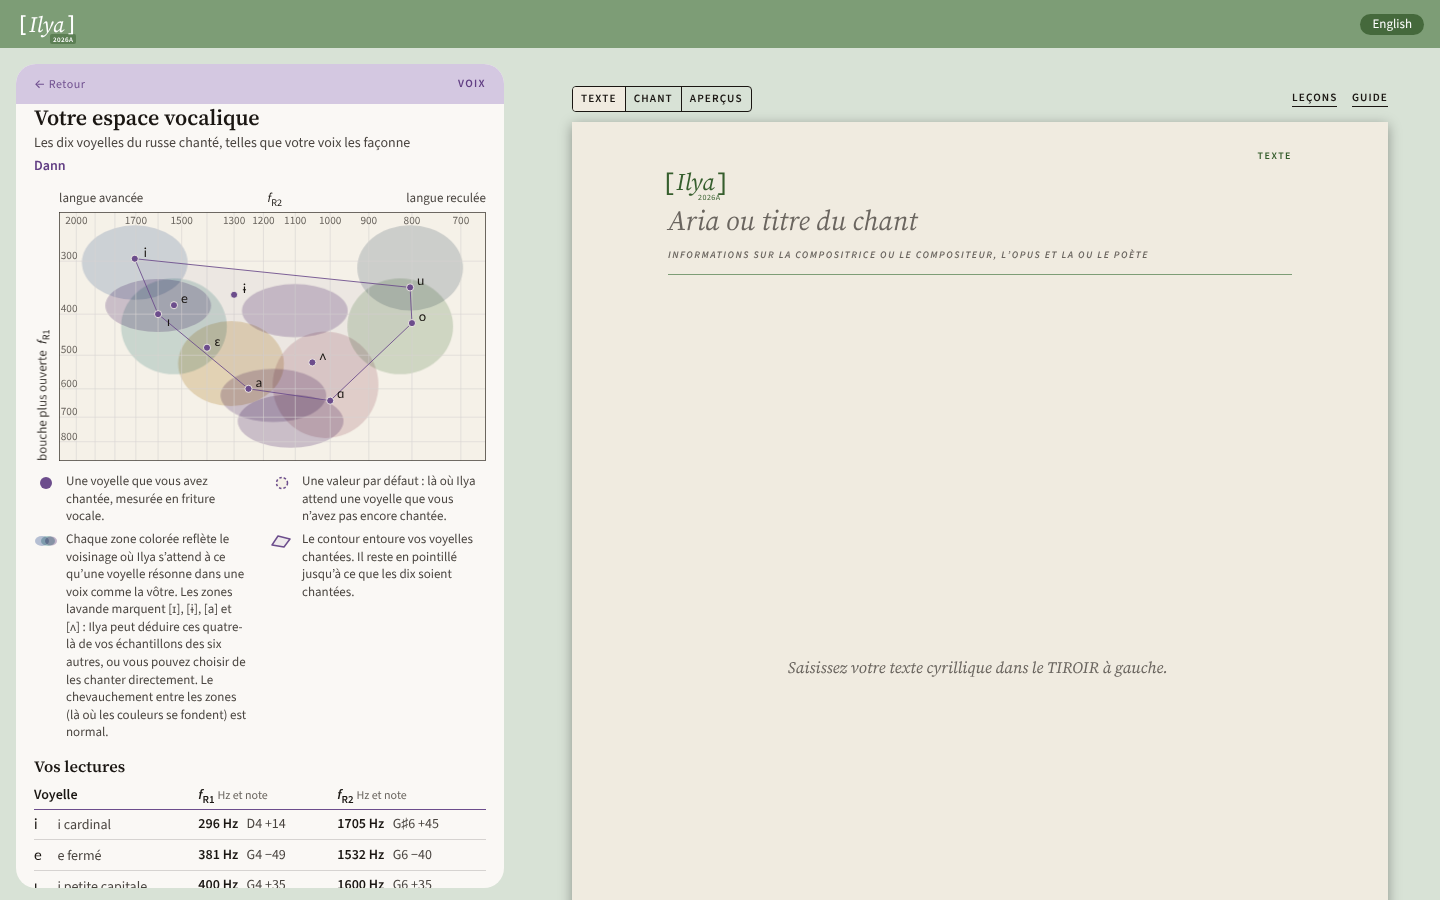 [Ilya]
2026A
English
← Retour
VOIX
Votre espace vocalique
Les dix voyelles du russe chanté, telles que votre voix les façonne
Dann
langue avancée
fR2
langue reculée
2000 1700 1500 1300 1200 1100 1000 900 800 700
300
400
500
600
700
800
bouche plus ouverte fR1
i
u
ɨ
e
o
ɪ
ɛ
ʌ
a
ɑ
Une voyelle que vous avez
chantée, mesurée en friture
vocale.
Une valeur par défaut : là où Ilya
attend une voyelle que vous
n’avez pas encore chantée.
Chaque zone colorée reflète le
voisinage où Ilya s’attend à ce
qu’une voyelle résonne dans une
voix comme la vôtre. Les zones
lavande marquent [ɪ], [ɨ], [a] et
[ʌ] : Ilya peut déduire ces quatre-
là de vos échantillons des six
autres, ou vous pouvez choisir de
les chanter directement. Le
chevauchement entre les zones
(là où les couleurs se fondent) est
normal.
Le contour entoure vos voyelles
chantées. Il reste en pointillé
jusqu’à ce que les dix soient
chantées.
Vos lectures
Voyelle fR1 Hz et note fR2 Hz et note
i i cardinal 296 Hz D4 +14 1705 Hz G♯6 +45
e e fermé 381 Hz G4 −49 1532 Hz G6 −40
ɪ i petite capitale 400 Hz G4 +35 1600 Hz G6 +35
TEXTE
CHANT
APERÇUS
LEÇONS
GUIDE
TEXTE
[Ilya]
2026A
Aria ou titre du chant
INFORMATIONS SUR LA COMPOSITRICE OU LE COMPOSITEUR, L’OPUS ET LA OU LE POÈTE
Saisissez votre texte cyrillique dans le TIROIR à gauche.